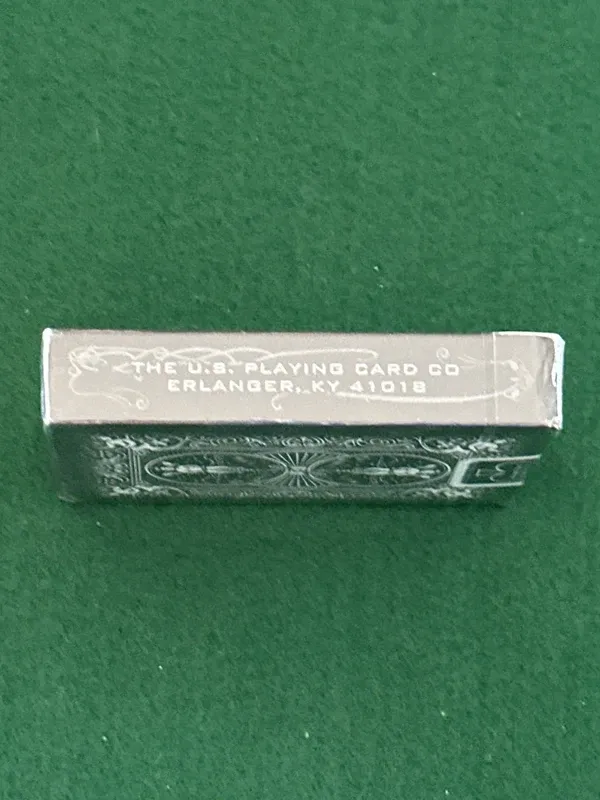 THE U.S. PLAYING CARD CO
ERLANGER, KY 41018